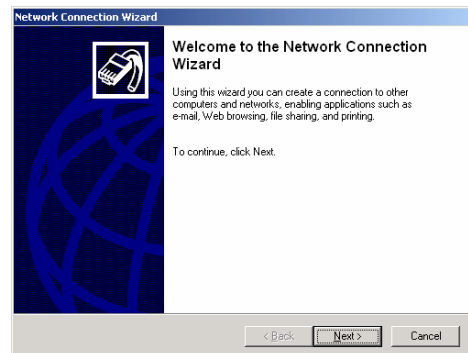 Network Connection Wizard
Welcome to the Network Connection
Wizard
Using this wizard you can create a connection to other
computers and networks, enabling applications such as
e-mail, Web browsing, file sharing, and printing.
To continue, click Next.
< Back
Next >
Cancel